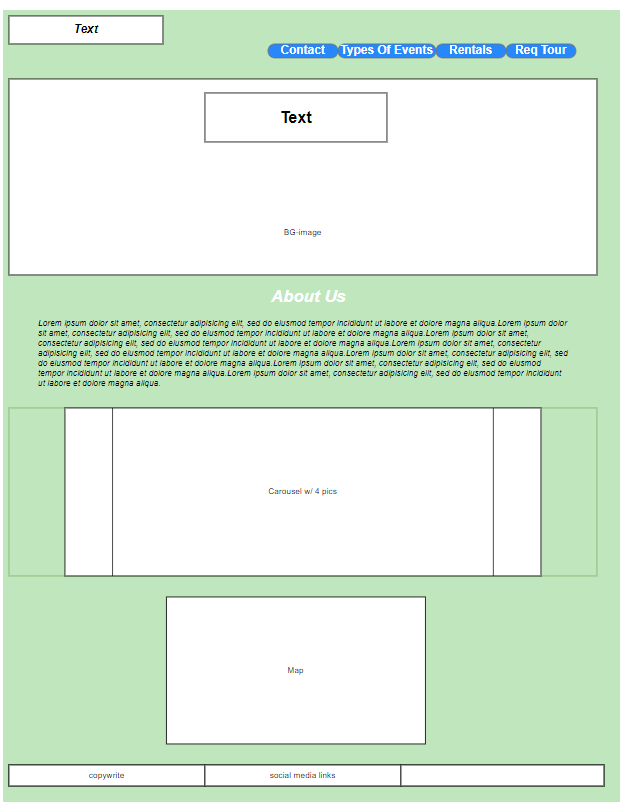 Text
Contact Types Of Events Rentals Req Tour
Text
BG-image
About Us
Lorem ipsum dolor sit amet, consectetur adipisicing elit, sed do eiusmod tempor incididunt ut labore et dolore magna aliqua.Lorem ipsum dolor
sit amet, consectetur adipisicing elit, sed do eiusmod tempor incididunt ut labore et dolore magna aliqua.Lorem ipsum dolor sit amet,
consectetur adipisicing elit, sed do eiusmod tempor incididunt ut labore et dolore magna aliqua.Lorem ipsum dolor sit amet, consectetur
adipisicing elit, sed do eiusmod tempor incididunt ut labore et dolore magna aliqua.Lorem ipsum dolor sit amet, consectetur adipisicing elit, sed
do eiusmod tempor incididunt ut labore et dolore magna aliqua.Lorem ipsum dolor sit amet, consectetur adipisicing elit, sed do eiusmod
tempor incididunt ut labore et dolore magna aliqua.Lorem ipsum dolor sit amet, consectetur adipisicing elit, sed do eiusmod tempor incididunt
ut labore et dolore magna aliqua.
Carousel w/ 4 pics
Map
copywrite social media links